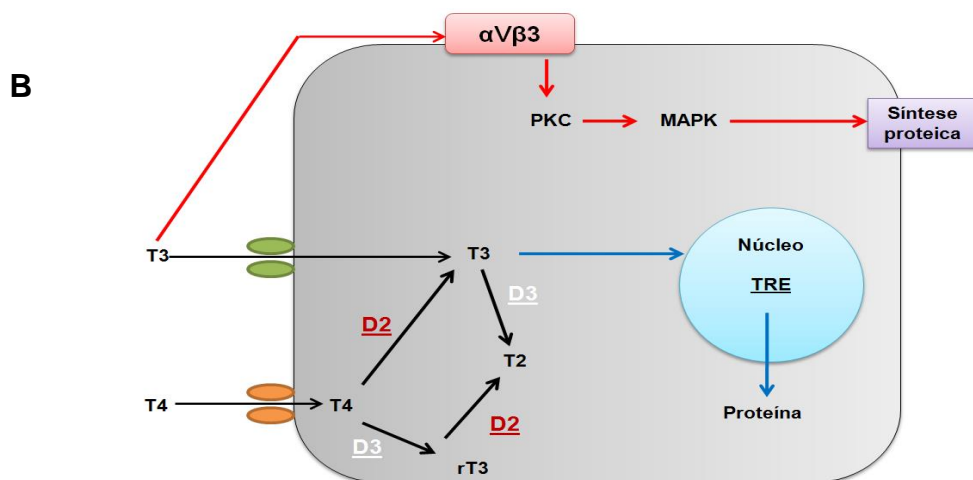 αVβ3
B
PKC
MAPK
Síntese
proteica
T3
T3
Núcleo
TRE
D3
D2
T2
T4
T4
Proteína
D2
D3
rT3